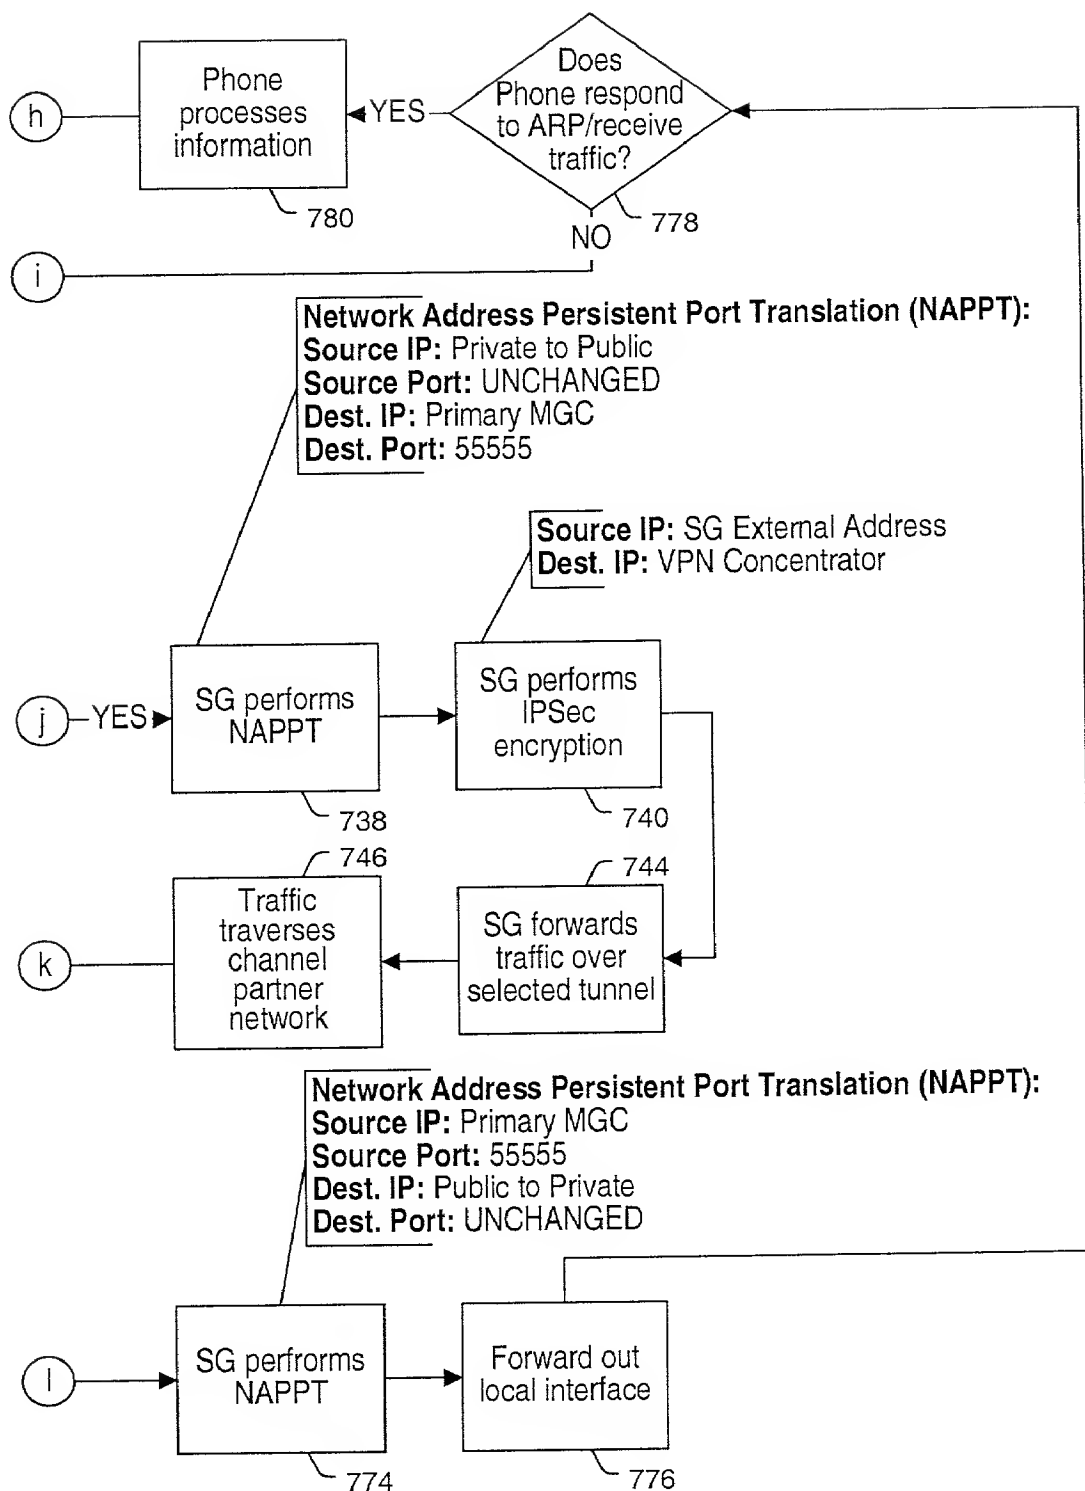 Does
Phone respond
to ARP/receive
traffic?
YES
Phone
processes
information
h
780
778
NO
i
Network Address Persistent Port Translation (NAPPT):
Source IP: Private to Public
Source Port: UNCHANGED
Dest. IP: Primary MGC
Dest. Port: 55555
Source IP: SG External Address
Dest. IP: VPN Concentrator
j
YES
SG performs
NAPPT
SG performs
IPSec
encryption
738
740
746
744
k
Traffic
traverses
channel
partner
network
SG forwards
traffic over
selected tunnel
Network Address Persistent Port Translation (NAPPT):
Source IP: Primary MGC
Source Port: 55555
Dest. IP: Public to Private
Dest. Port: UNCHANGED
l
SG perfrorms
NAPPT
Forward out
local interface
774
776